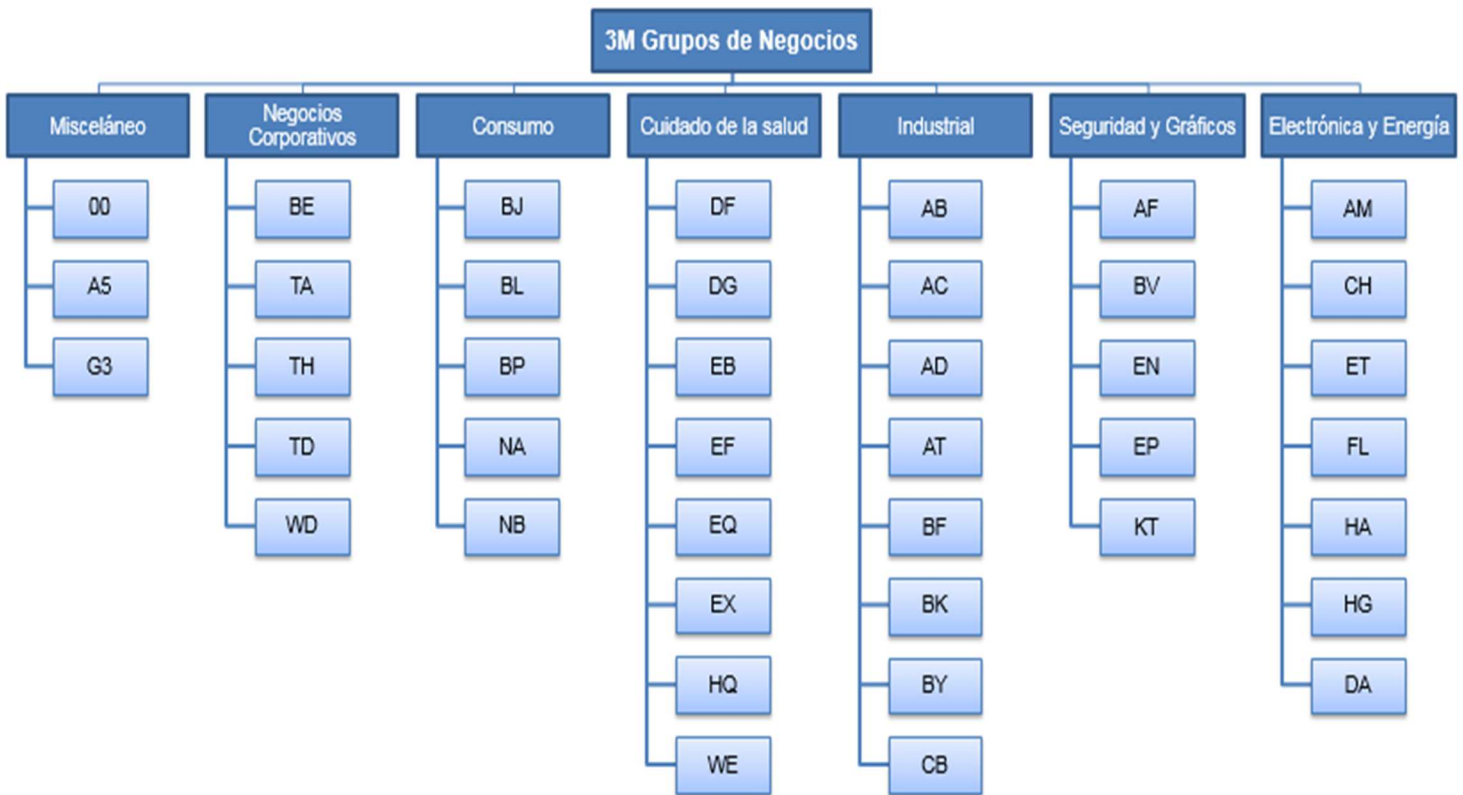 3M Grupos de Negocios
Misceláneo
00
A5
G3
Negocios
Corporativos
BE
TA
TH
TD
WD
Consumo
BJ
BL
BP
NA
NB
Cuidado de la salud
DF
DG
EB
EF
EQ
EX
HQ
WE
Industrial
AB
AC
AD
AT
BF
BK
BY
CB
Seguridad y Gráficos
AF
BV
EN
EP
KT
Electrónica y Energía
AM
CH
ET
FL
HA
HG
DA